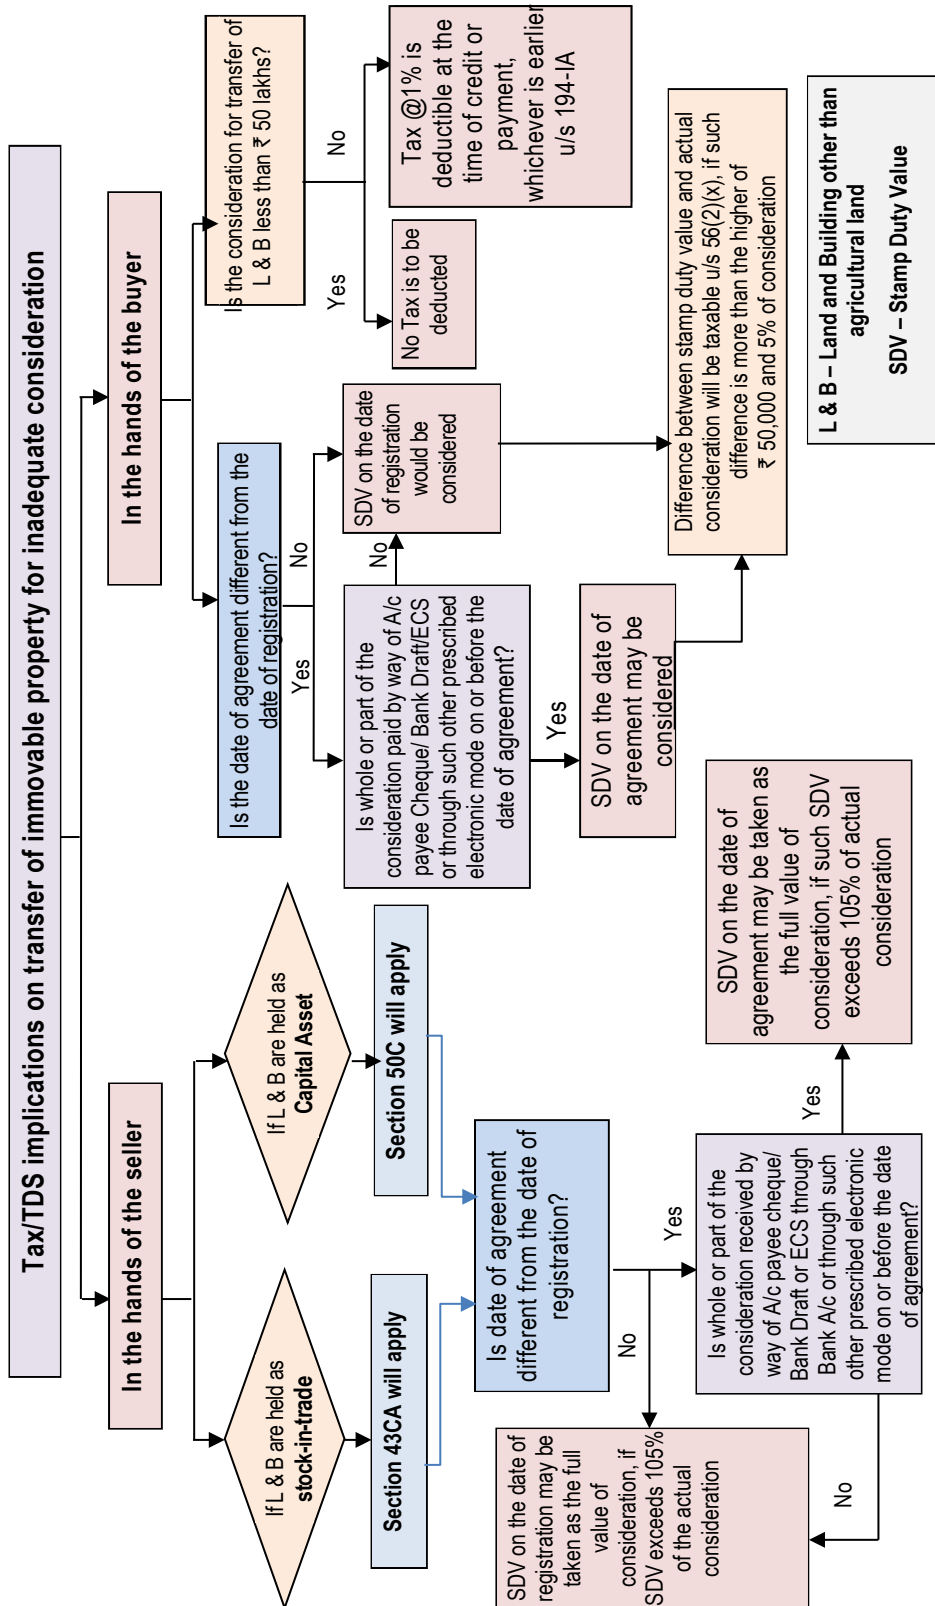 Tax/TDS implications on transfer of immovable property for inadequate consideration
In the hands of the seller
In the hands of the buyer
If L & B are held as
stock-in-trade
If L & B are held as
Capital Asset
Section 43CA will apply
Section 50C will apply
Is date of agreement
different from the date of
registration?
No
Yes
SDV on the date of
registration may be
taken as the full
value of
consideration, if
SDV exceeds 105%
of the actual
consideration
Is whole or part of the
consideration received by
way of A/c payee cheque/
Bank Draft or ECS through
Bank A/c or through such
other prescribed electronic
mode on or before the date
of agreement?
No
Yes
SDV on the date of
agreement may be taken as
the full value of
consideration, if such SDV
exceeds 105% of actual
consideration
Is the date of agreement different from the
date of registration?
Yes
No
Is whole or part of the
consideration paid by way of A/c
payee Cheque/ Bank Draft/ECS
or through such other prescribed
electronic mode on or before the
date of agreement?
No
SDV on the date
of registration
would be
considered
Yes
SDV on the date of
agreement may be
considered
Is the consideration for transfer of
L & B less than ₹ 50 lakhs?
Yes
No
No Tax is to be
deducted
Tax @1% is
deductible at the
time of credit or
payment,
whichever is earlier
u/s 194-IA
Difference between stamp duty value and actual
consideration will be taxable u/s 56(2)(x), if such
difference is more than the higher of
₹ 50,000 and 5% of consideration
L & B – Land and Building other than
agricultural land
SDV – Stamp Duty Value